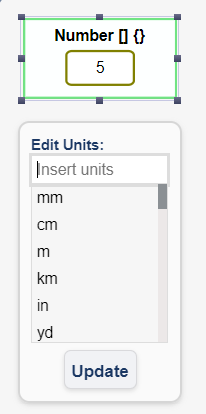 Number [] {}
5
Edit Units:
Insert units
mm
cm
m
km
in
yd
Update